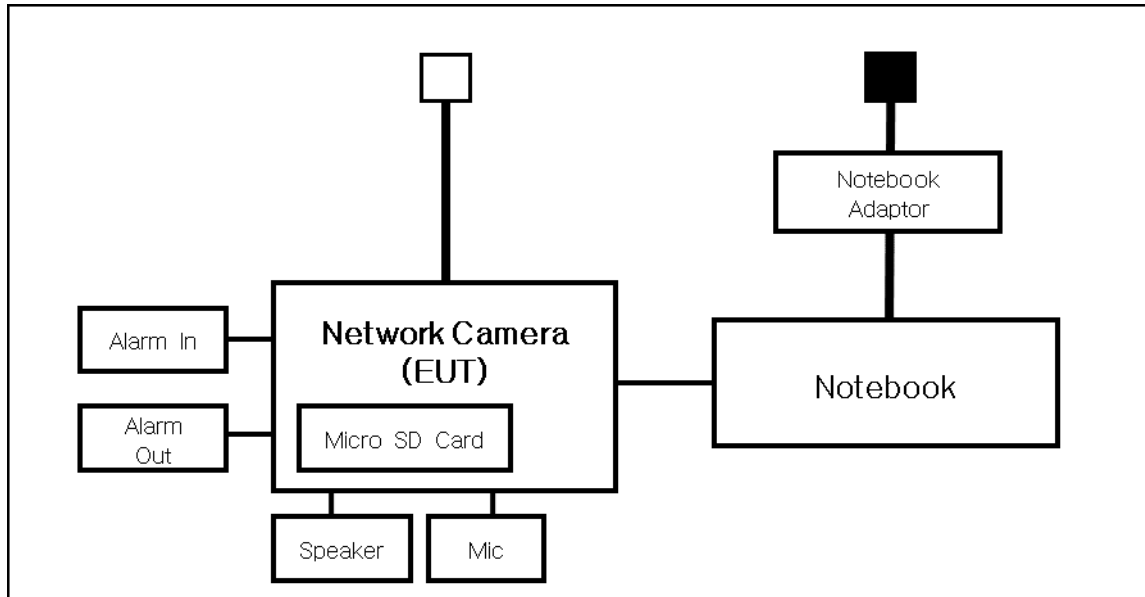 Notebook
Adaptor
Alarm In
Network Camera
(EUT)
Notebook
Alarm
Out
Micro SD Card
Speaker
Mic